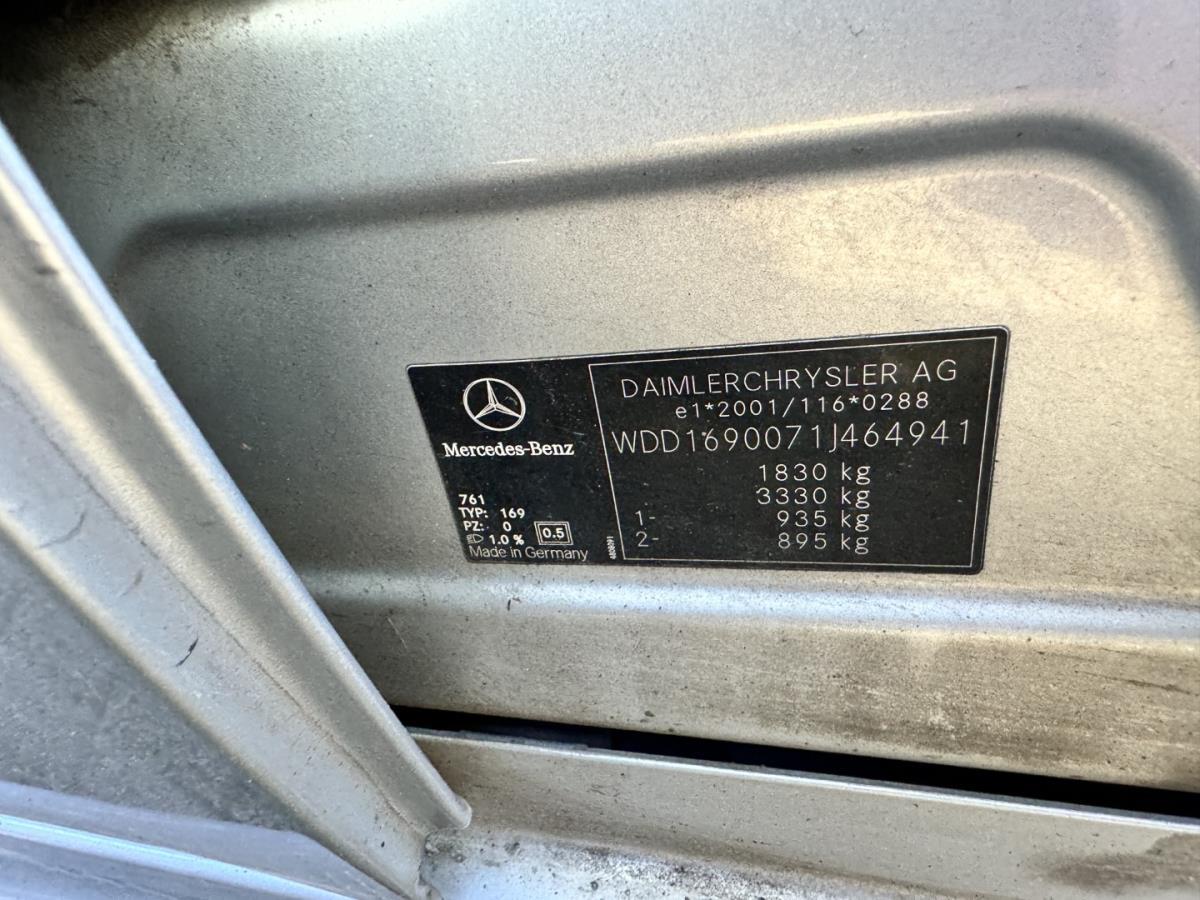 Mercedes-Benz
761
TYP: 169
PZ: 0
1.0 % 0.5
Made in Germany
DAIMLERCHRYSLER AG
e1*2001/116*0288
WDD1690071J464941
1830 kg
3330 kg
1- 935 kg
2- 895 kg